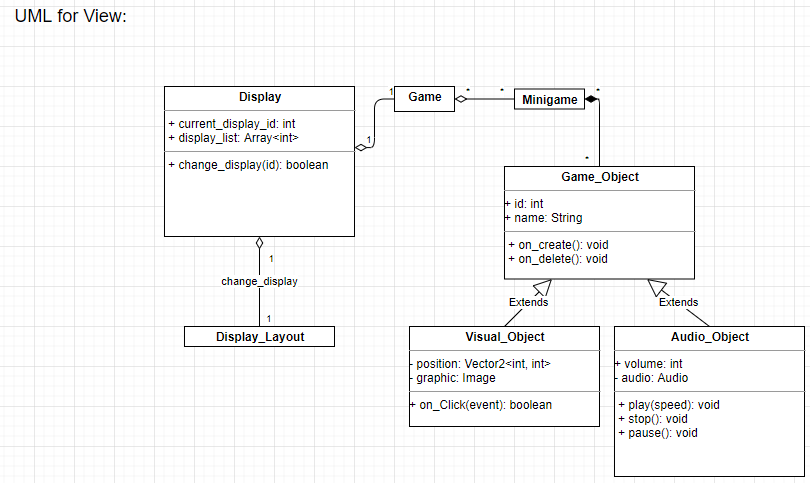 UML for View:
Display
+ current_display_id: int
+ display_list: Array<int>
+ change_display(id): boolean
1
1
Game
*
*
Minigame
*
*
1
change_display
1
Display_Layout
Game_Object
+ id: int
+ name: String
+ on_create(): void
+ on_delete(): void
Extends
Extends
Visual_Object
- position: Vector2<int, int>
- graphic: Image
+ on_Click(event): boolean
Audio_Object
+ volume: int
- audio: Audio
+ play(speed): void
+ stop(): void
+ pause(): void